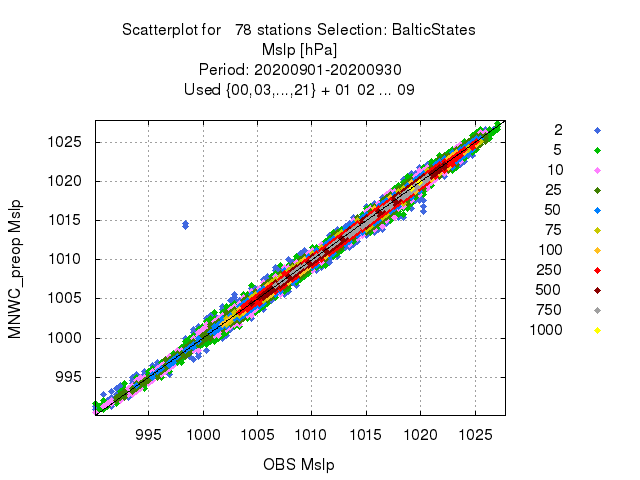 Scatterplot for   78 stations Selection: BalticStates
Mslp [hPa]
Period: 20200901-20200930
Used {00,03,...,21} + 01 02 ... 09
1025
1020
1015
1010
1005
1000
995
MNWC_preop Mslp
995 1000 1005 1010 1015 1020 1025
OBS Mslp
2
5
10
25
50
75
100
250
500
750
1000